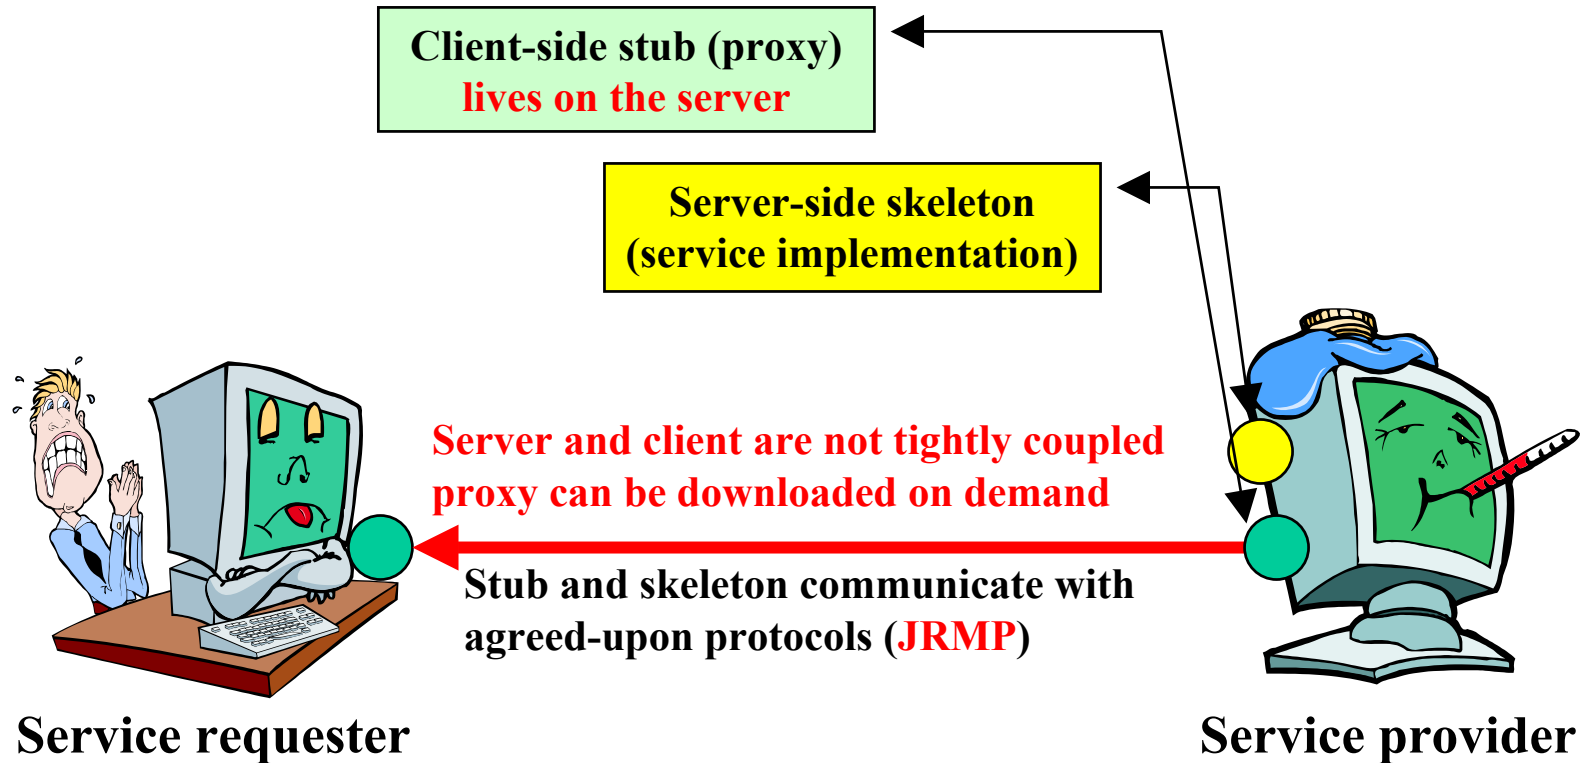 Client-side stub (proxy)
lives on the server
Server-side skeleton
(service implementation)
Server and client are not tightly coupled
proxy can be downloaded on demand
Stub and skeleton communicate with
agreed-upon protocols (JRMP)
Service requester
Service provider